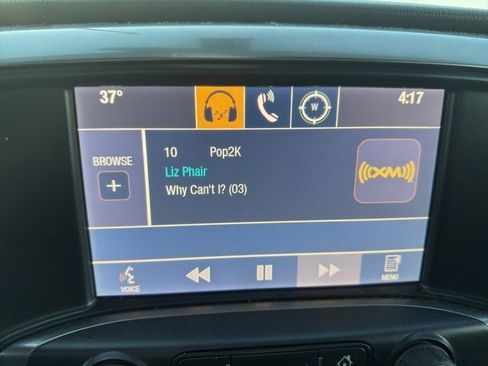 37°
W
4:17
BROWSE
10 Pop2K
Liz Phair
Why Can't I? (03)
((XM))
VOICE
MENU